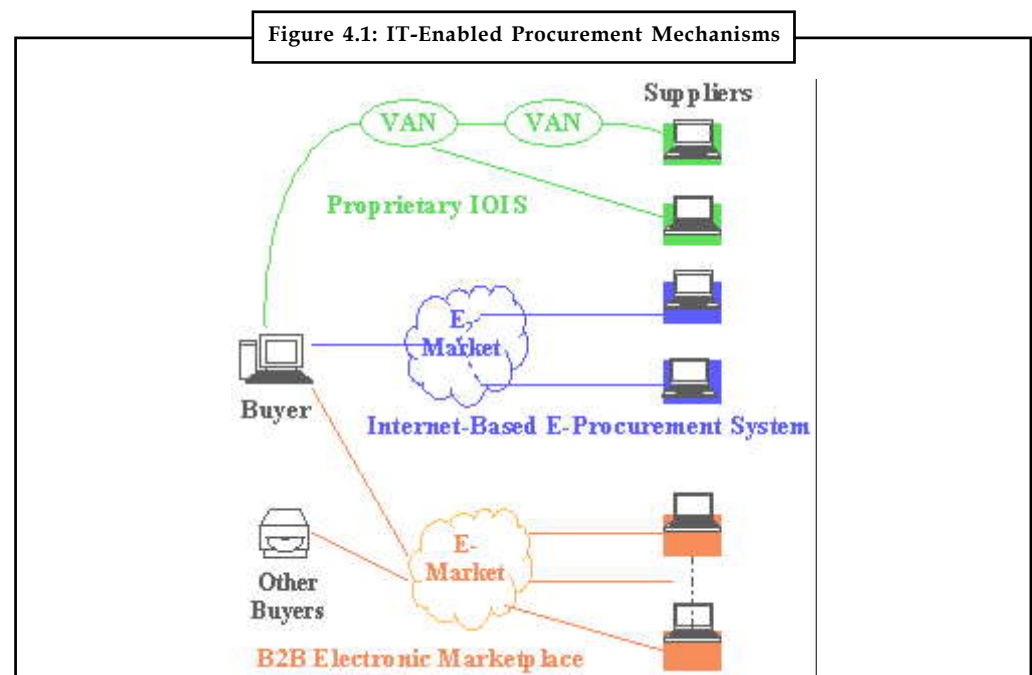 Figure 4.1: IT-Enabled Procurement Mechanisms
Suppliers
VAN
VAN
Proprietary IOIS
E-
Market
Buyer
Internet-Based E-Procurement System
E-
Market
Other
Buyers
B2B Electronic Marketplace